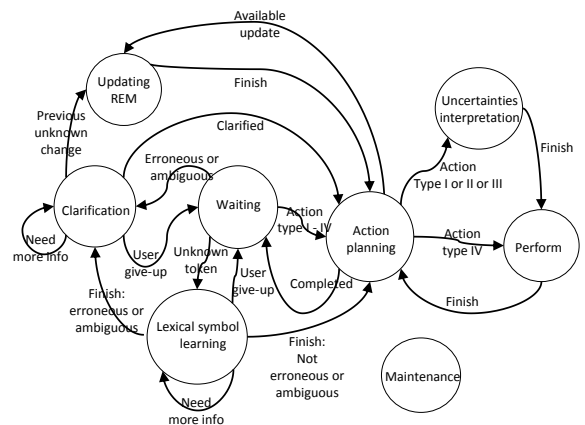 Available
update
Updating
REM
Finish
Uncertainties
interpretation
Previous
unknown
change
Clarified
Erroneous or
ambiguous
Action
Type I or II or III
Finish
Clarification
Waiting
Action
type I - IV
Action
planning
Action
type IV
Perform
Need
more info
User
give-up
Unknown
token
User
give-up
Completed
Finish:
erroneous or
ambiguous
Finish
Lexical symbol
learning
Finish:
Not
erroneous or
ambiguous
Maintenance
Need
more info